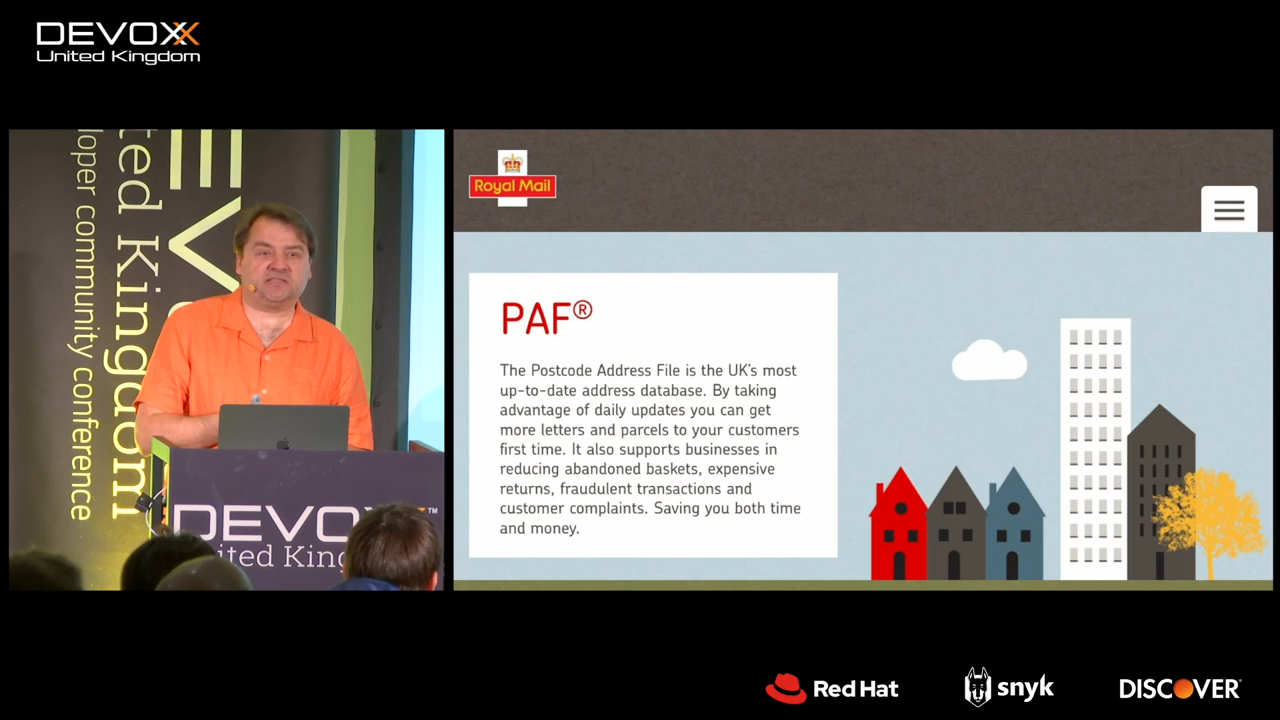 DEVOXX
United Kingdom
ted Kingdom
loper community conference
DEVOXX™
ited King
Royal Mail
PAF®
The Postcode Address File is the UK's most
up-to-date address database. By taking
advantage of daily updates you can get
more letters and parcels to your customers
first time. It also supports businesses in
reducing abandoned baskets, expensive
returns, fraudulent transactions and
customer complaints. Saving you both time
and money.
Red Hat
snyk
DISCOVER